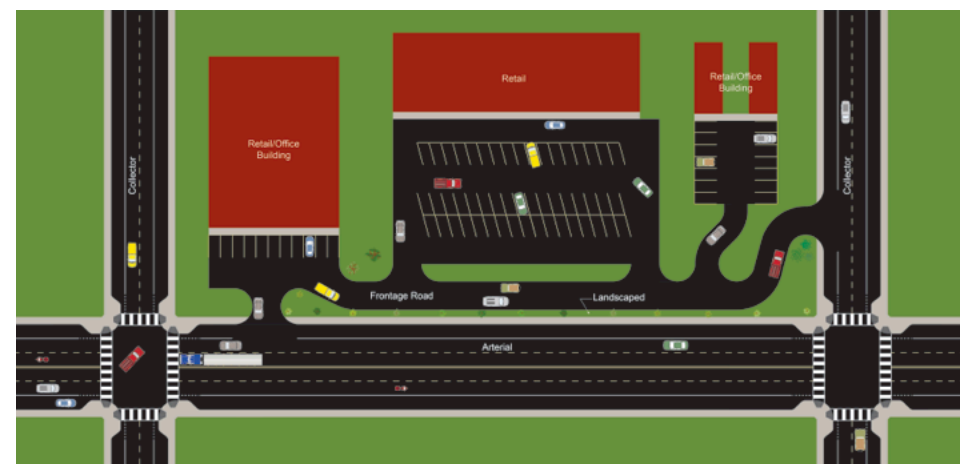 Retail
Retail/Office
Building
Retail/Office
Building
Collector
Collector
Frontage Road
Landscaped
Arterial